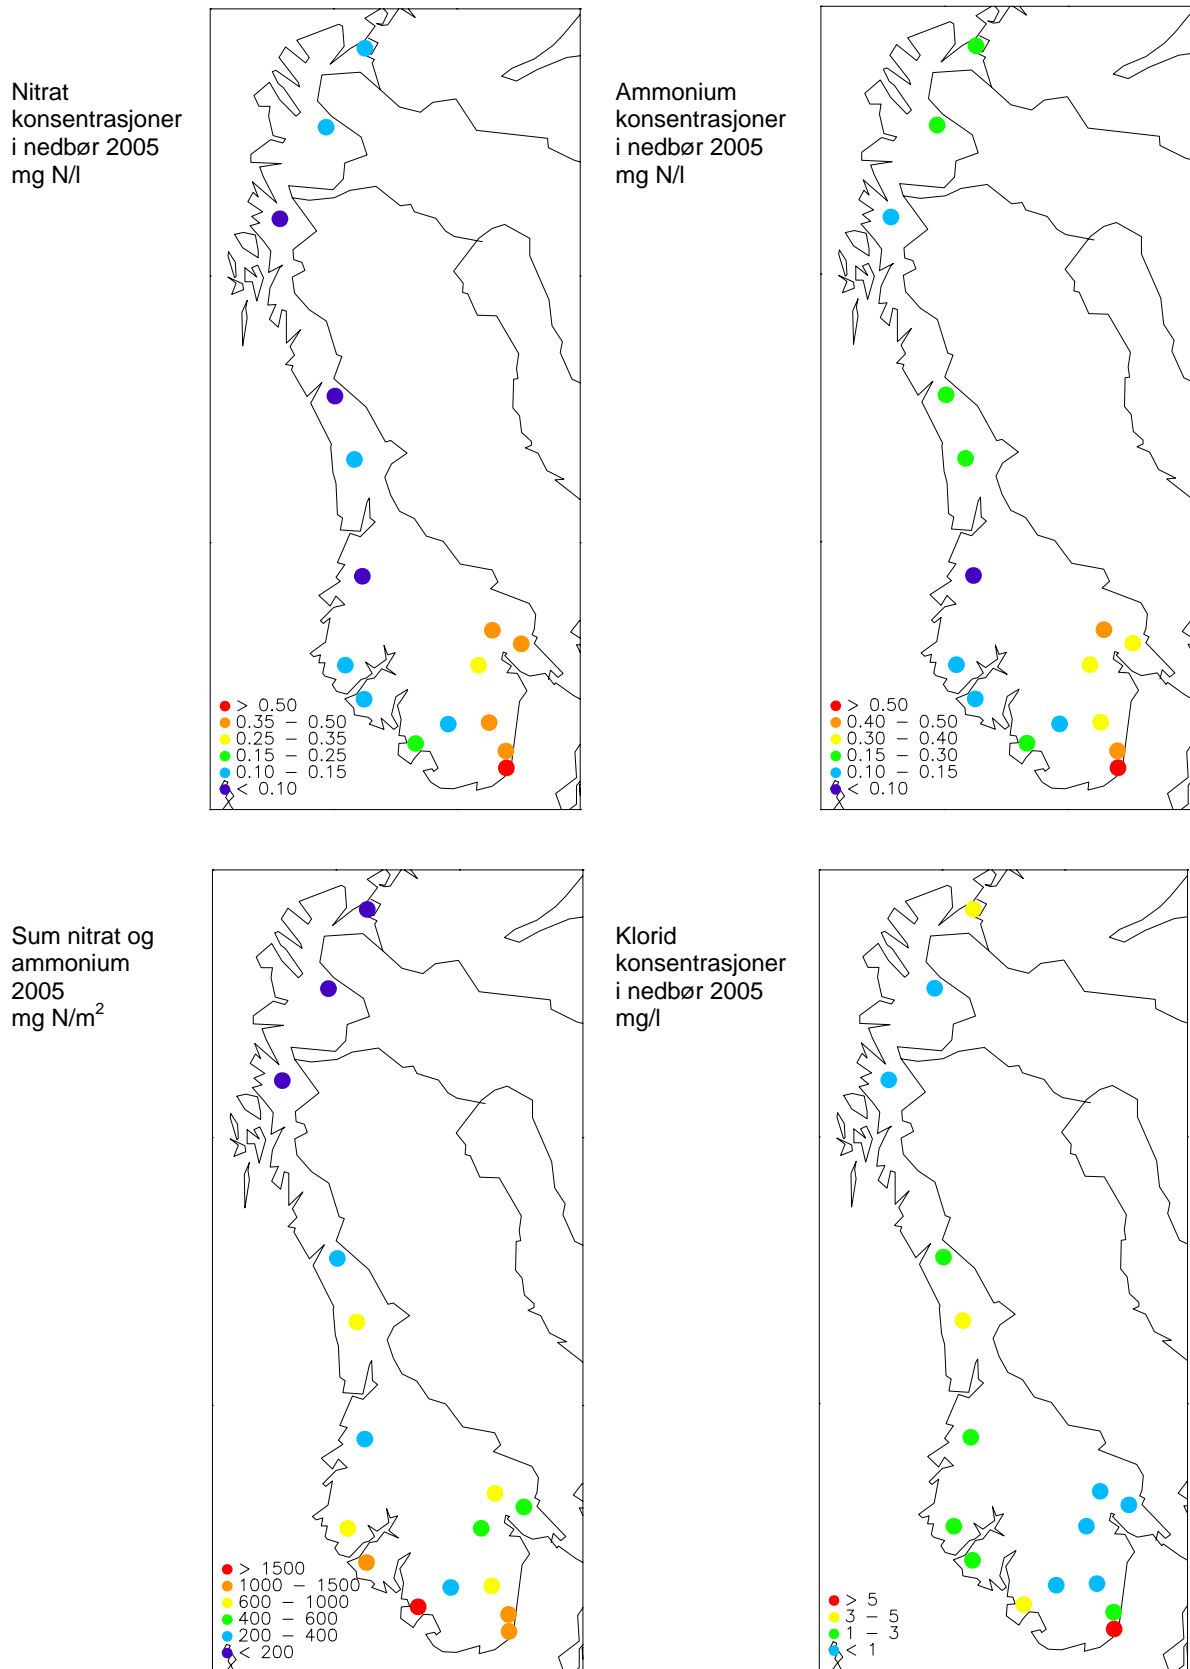 Nitrat
konsentrasjoner
i nedbør 2005
mg N/l
> 0.50
0.35 – 0.50
0.25 – 0.35
0.15 – 0.25
0.10 – 0.15
< 0.10
Ammonium
konsentrasjoner
i nedbør 2005
mg N/l
> 0.50
0.40 – 0.50
0.30 – 0.40
0.15 – 0.30
0.10 – 0.15
< 0.10
Sum nitrat og
ammonium
2005
mg N/m²
> 1500
1000 – 1500
600 – 1000
400 – 600
200 – 400
< 200
Klorid
konsentrasjoner
i nedbør 2005
mg/l
> 5
3 – 5
1 – 3
< 1